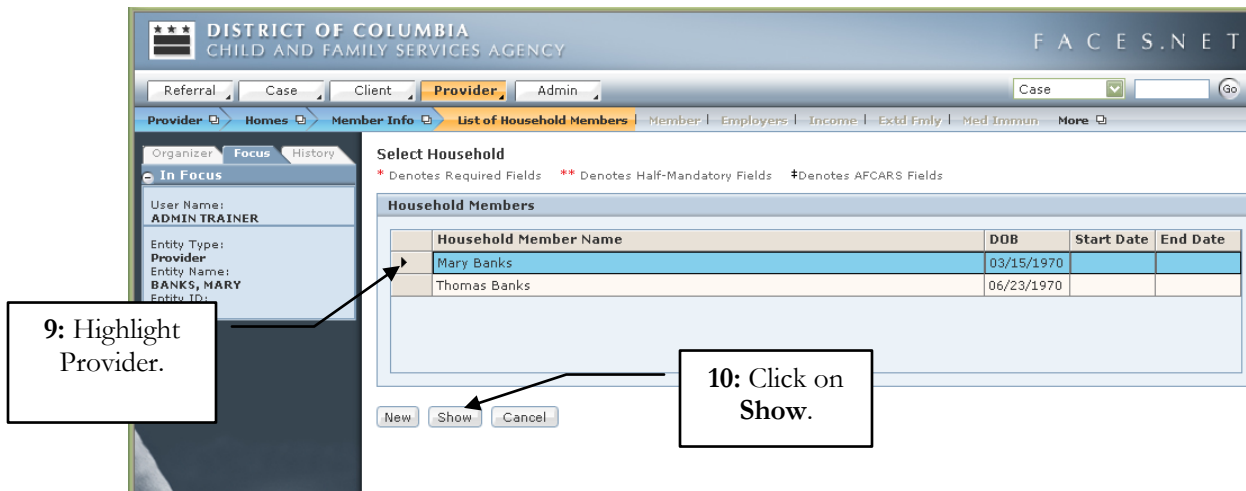 DISTRICT OF COLUMBIA
CHILD AND FAMILY SERVICES AGENCY
FACES.NET
Referral Case Client Provider Admin Case Go
Provider Homes Member Info List of Household Members | Member | Employers | Income | Extd Fmly | Med Immun More
Organizer Focus History
In Focus
User Name:
ADMIN TRAINER
Entity Type:
Provider
Entity Name:
BANKS, MARY
Entity ID:
Select Household
* Denotes Required Fields ** Denotes Half-Mandatory Fields ‡Denotes AFCARS Fields
Household Members
Household Member Name DOB Start Date End Date
Mary Banks 03/15/1970
Thomas Banks 06/23/1970
9: Highlight
Provider.
10: Click on
Show.
New Show Cancel